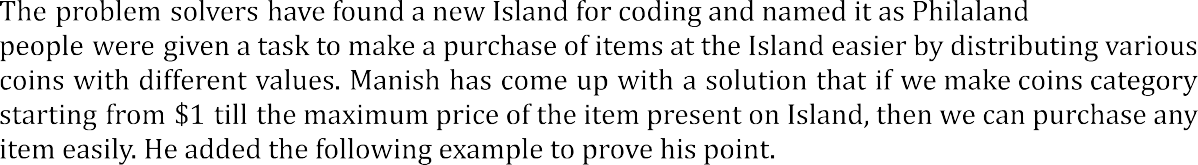 The problem solvers have found a new Island for coding and named it as Philaland
people were given a task to make a purchase of items at the Island easier by distributing various
coins with different values. Manish has come up with a solution that if we make coins category
starting from $1 till the maximum price of the item present on Island, then we can purchase any
item easily. He added the following example to prove his point.